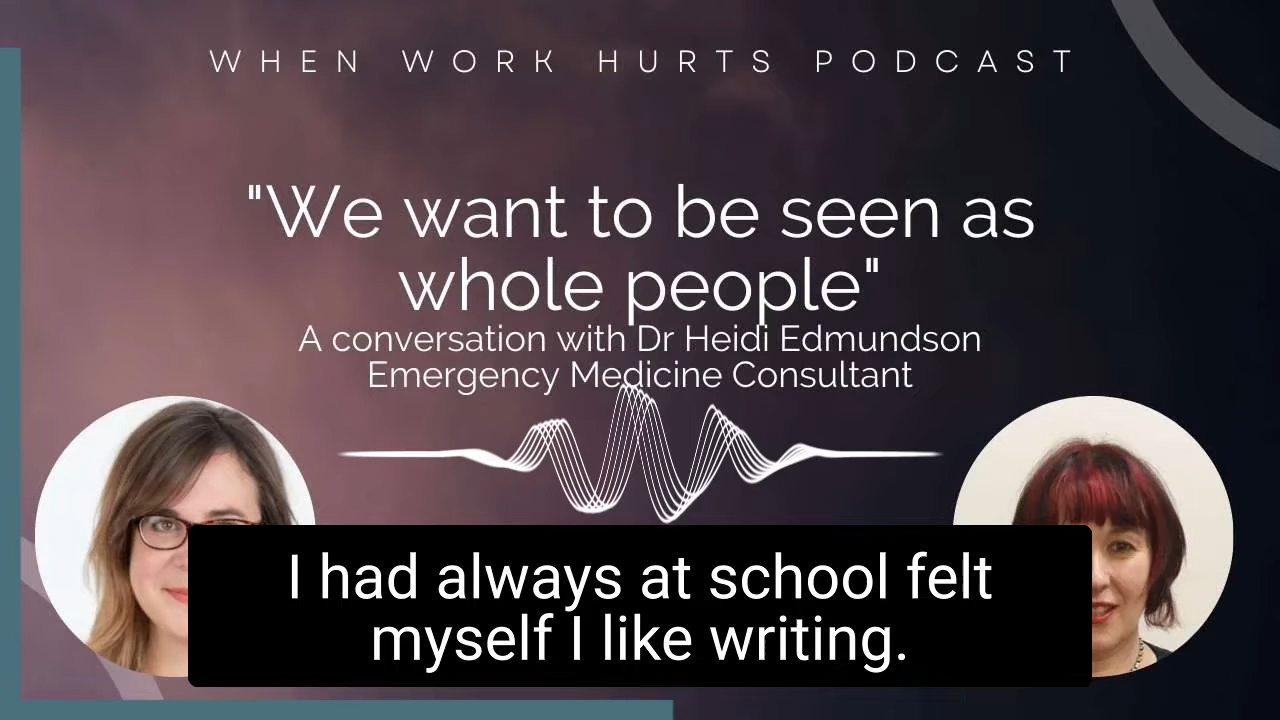 WHEN WORK HURTS PODCAST
"We want to be seen as
whole people"
A conversation with Dr Heidi Edmundson
Emergency Medicine Consultant
I had always at school felt
myself I like writing.